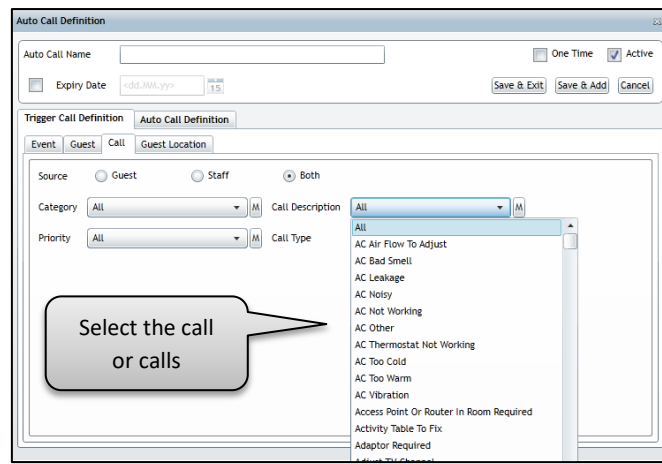 Auto Call Definition
Auto Call Name
One Time
Active
Expiry Date
<dd.MM.yy>
15
Save & Exit
Save & Add
Cancel
Trigger Call Definition
Auto Call Definition
Event
Guest
Call
Guest Location
Source
Guest
Staff
Both
Category
All
M
Call Description
All
M
Priority
All
M
Call Type
All
AC Air Flow To Adjust
AC Bad Smell
AC Leakage
AC Noisy
AC Not Working
AC Other
AC Thermostat Not Working
AC Too Cold
AC Too Warm
AC Vibration
Access Point Or Router In Room Required
Activity Table To Fix
Adaptor Required
Adjust TV Channel
Select the call
or calls